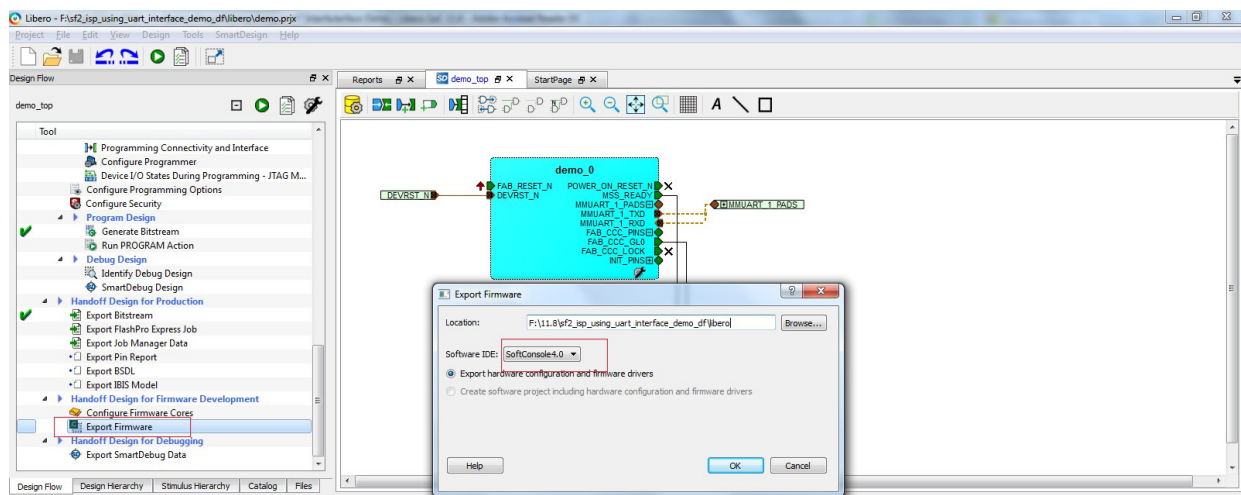 Libero - F:\sf2_isp_using_uart_interface_demo_df\libero\demo.prjx
Project File Edit View Design Tools SmartDesign Help
Design Flow
Reports
demo_top
StartPage
demo_top
Tool
Programming Connectivity and Interface
Configure Programmer
Device I/O States During Programming - JTAG M...
Configure Programming Options
Configure Security
Program Design
Generate Bitstream
Run PROGRAM Action
Debug Design
Identify Debug Design
SmartDebug Design
Handoff Design for Production
Export Bitstream
Export FlashPro Express Job
Export Job Manager Data
Export Pin Report
Export BSDL
Export IBIS Model
Handoff Design for Firmware Development
Configure Firmware Cores
Export Firmware
Handoff Design for Debugging
Export SmartDebug Data
Design Flow Design Hierarchy Stimulus Hierarchy Catalog Files
demo_0
DEVRST_N
FAB_RESET_N POWER_ON_RESET_N
DEVRST_N MSS_READY
MMUART_1_PADS
MMUART_1_TXD
MMUART_1_RXD
FAB_CCC_PINS
FAB_CCC_GL0
FAB_CCC_LOCK
INIT_PINS
MMUART_1_PADS
Export Firmware
Location: F:\11.8\sf2_isp_using_uart_interface_demo_df\libero Browse...
Software IDE: SoftConsole4.0
Export hardware configuration and firmware drivers
Create software project including hardware configuration and firmware drivers
Help OK Cancel